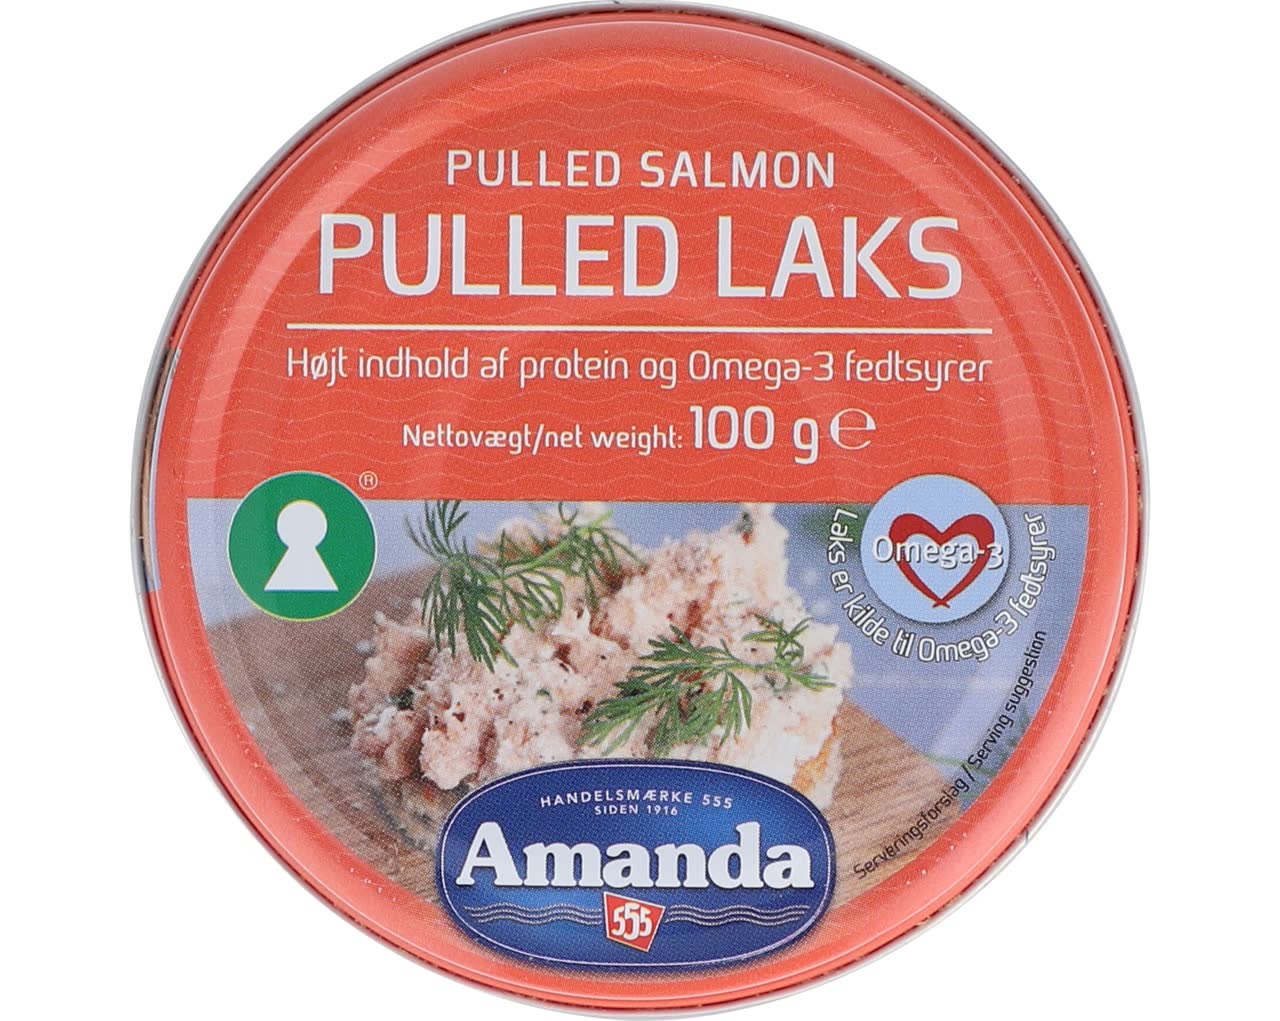 PULLED SALMON
PULLED LAKS
Højt indhold af protein og Omega-3 fedtsyrer
Nettovægt/net weight: 100 g ℮
®
Omega-3
Laks er kilde til Omega-3 fedtsyrer
Serveringsforslag / Serving suggestion
HANDELSMÆRKE 555
SIDEN 1916
Amanda
555